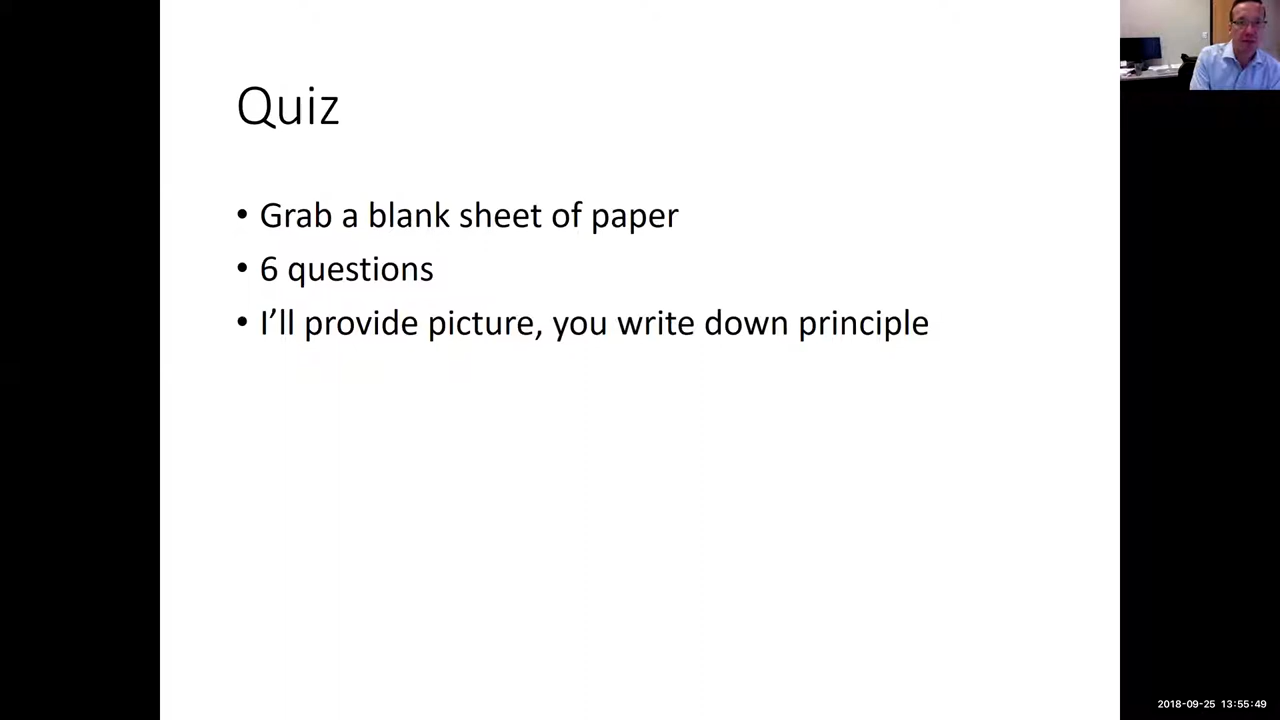 Quiz
• Grab a blank sheet of paper
• 6 questions
• I’ll provide picture, you write down principle
2018-09-25 13:55:49